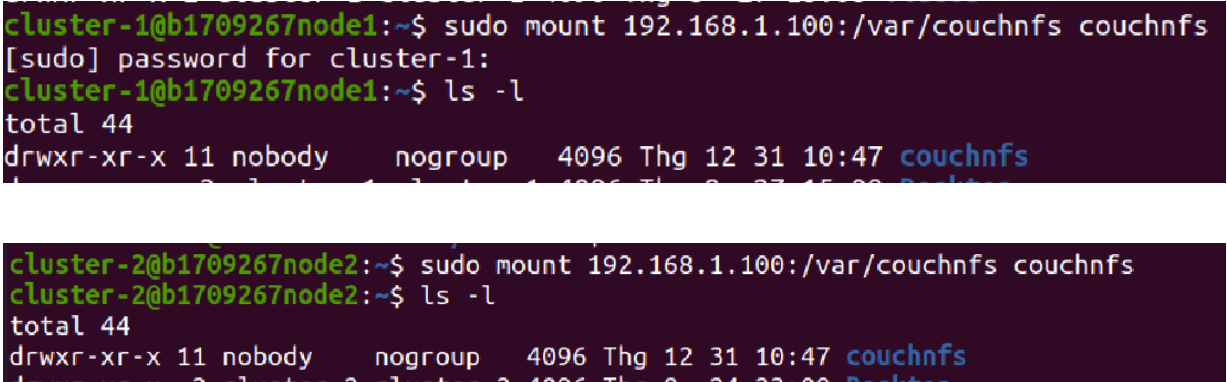 cluster-1@b1709267node1:~$ sudo mount 192.168.1.100:/var/couchnfs couchnfs
[sudo] password for cluster-1:
cluster-1@b1709267node1:~$ ls -l
total 44
drwxr-xr-x 11 nobody    nogroup   4096 Thg 12 31 10:47 couchnfs
cluster-2@b1709267node2:~$ sudo mount 192.168.1.100:/var/couchnfs couchnfs
cluster-2@b1709267node2:~$ ls -l
total 44
drwxr-xr-x 11 nobody    nogroup   4096 Thg 12 31 10:47 couchnfs